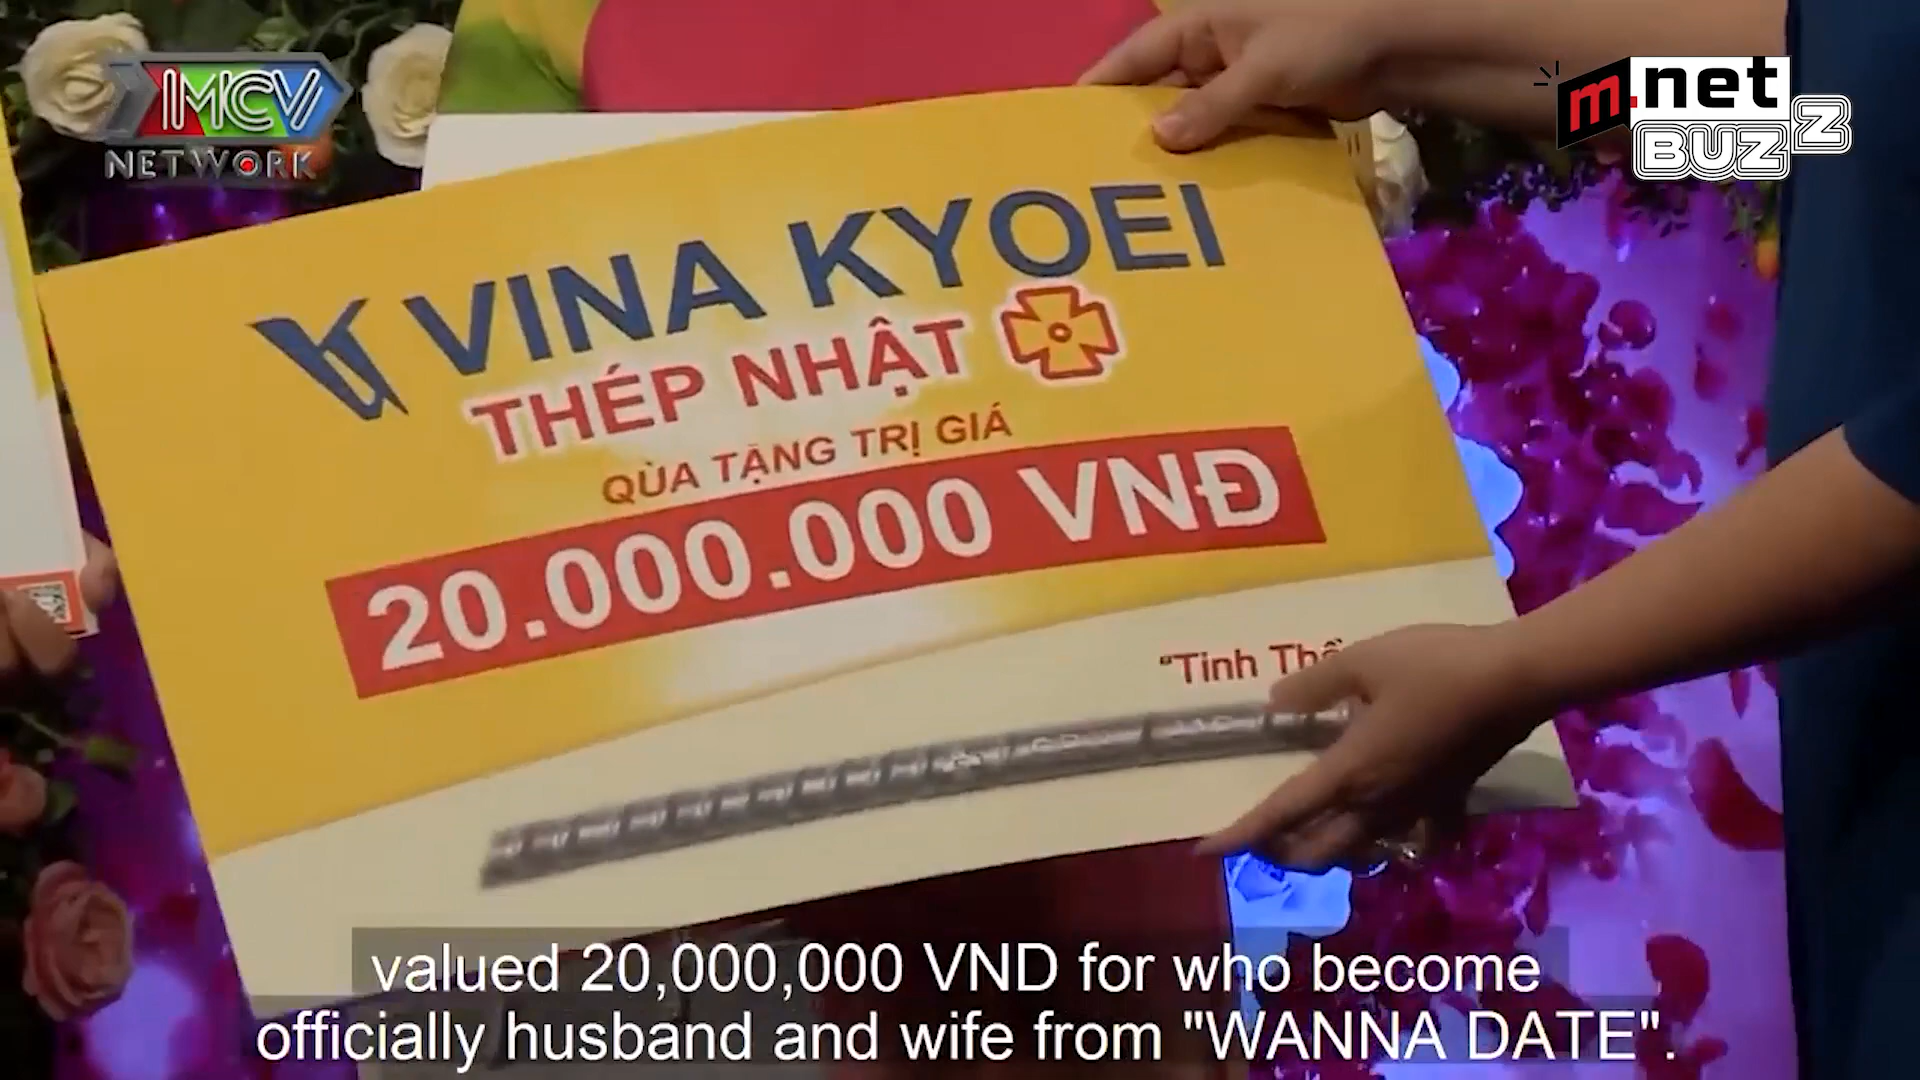 MCV
NETWORK
m.net
BUZZ
VINA KYOEI
THÉP NHẬT
QÙA TẶNG TRỊ GIÁ
20.000.000 VNĐ
“Tinh
valued 20,000,000 VND for who become
officially husband and wife from "WANNA DATE".